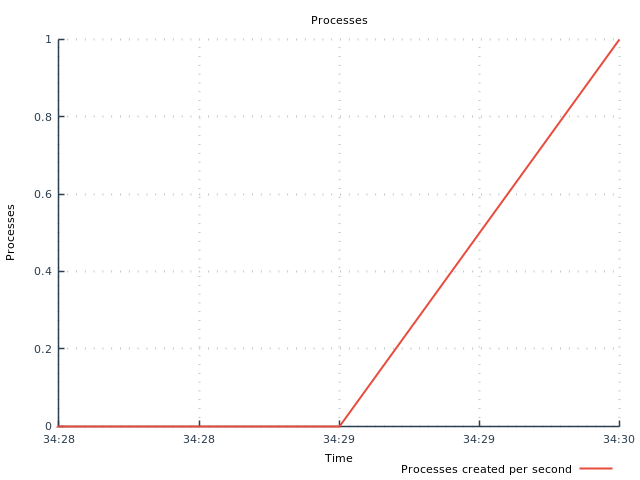 Processes
1
0.8
0.6
0.4
0.2
0
Processes
34:28 34:28 34:29 34:29 34:30
Time
Processes created per second